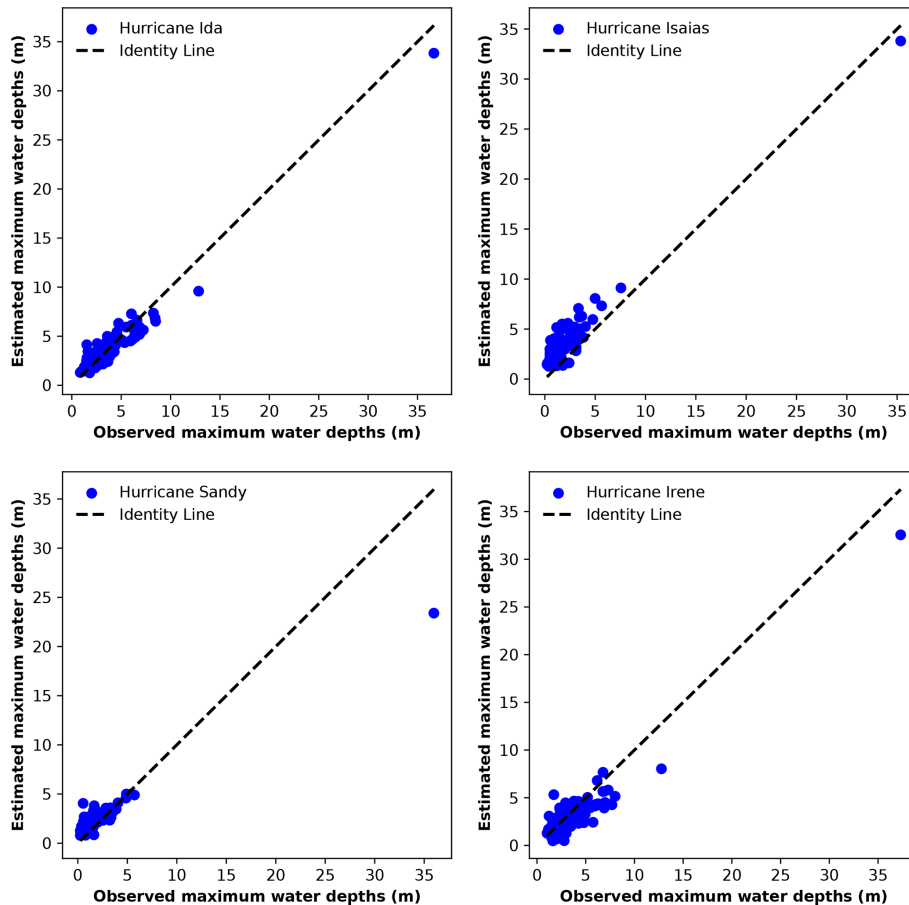 Hurricane Ida
Identity Line
Estimated maximum water depths (m)
35
30
25
20
15
10
5
0
0 5 10 15 20 25 30 35
Observed maximum water depths (m)
Hurricane Isaias
Identity Line
Estimated maximum water depths (m)
35
30
25
20
15
10
5
0
0 5 10 15 20 25 30 35
Observed maximum water depths (m)
Hurricane Sandy
Identity Line
Estimated maximum water depths (m)
35
30
25
20
15
10
5
0
0 5 10 15 20 25 30 35
Observed maximum water depths (m)
Hurricane Irene
Identity Line
Estimated maximum water depths (m)
35
30
25
20
15
10
5
0
0 5 10 15 20 25 30 35
Observed maximum water depths (m)